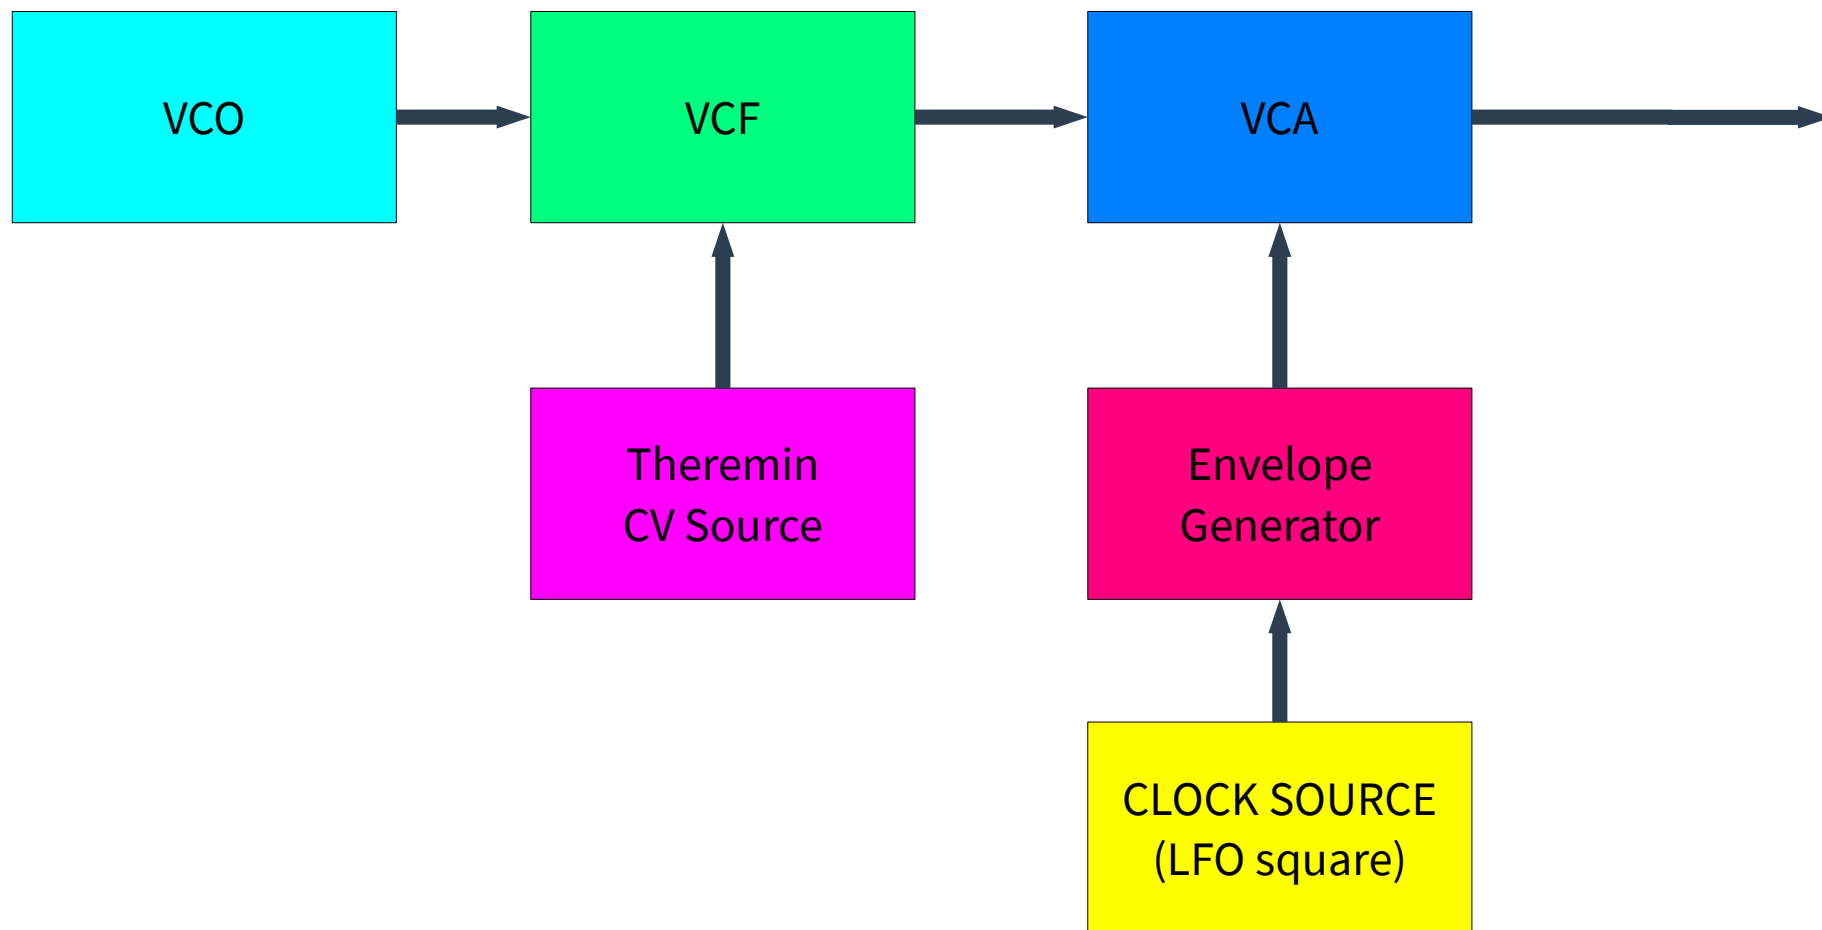 VCO
VCF
VCA
Theremin
CV Source
Envelope
Generator
CLOCK SOURCE
(LFO square)